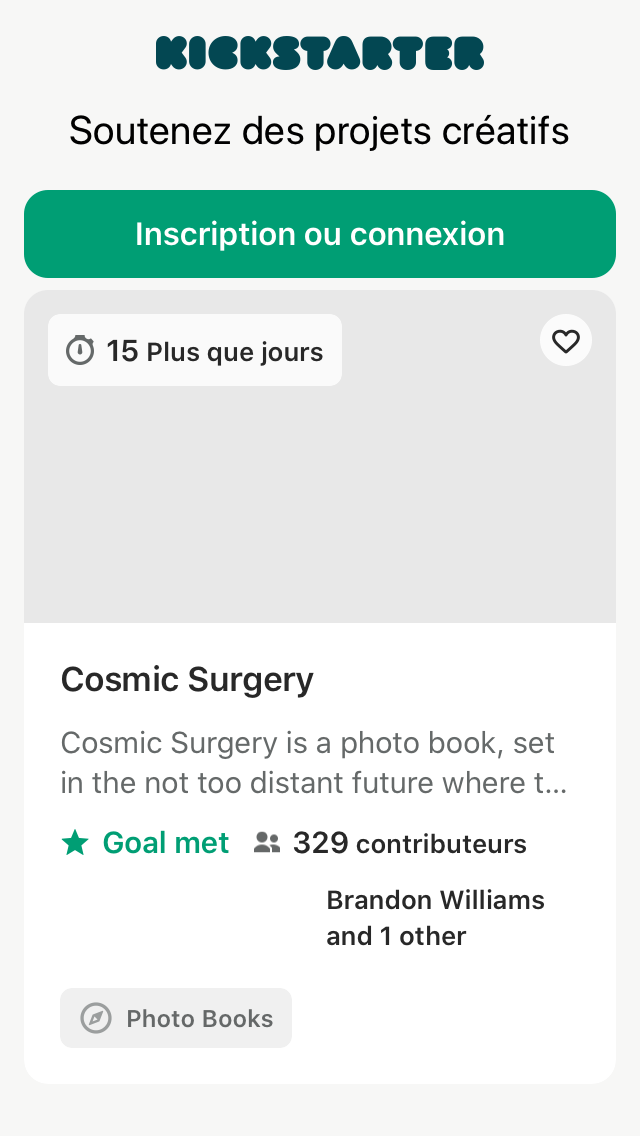 KICKSTARTER
Soutenez des projets créatifs
Inscription ou connexion
15 Plus que jours
Cosmic Surgery
Cosmic Surgery is a photo book, set
in the not too distant future where t...
Goal met 329 contributeurs
Brandon Williams
and 1 other
Photo Books